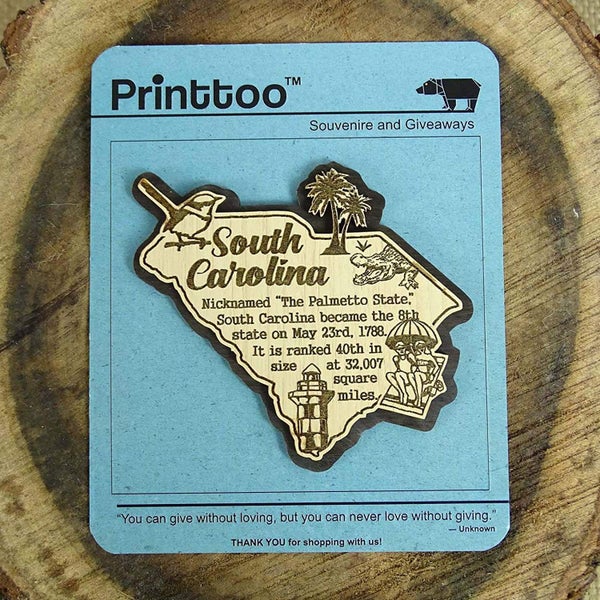 Printtoo™
Souvenire and Giveaways
South
Carolina
Nicknamed "The Palmetto State,"
South Carolina became the 8th
state on May 23rd, 1788.
It is ranked 40th in
size at 32,007
square
miles.
"You can give without loving, but you can never love without giving."
— Unknown
THANK YOU for shopping with us!